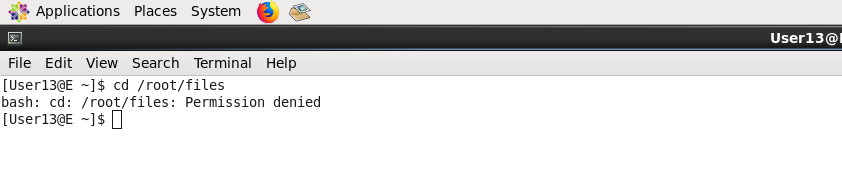 Applications Places System
User13@
File Edit View Search Terminal Help
[User13@E ~]$ cd /root/files
bash: cd: /root/files: Permission denied
[User13@E ~]$